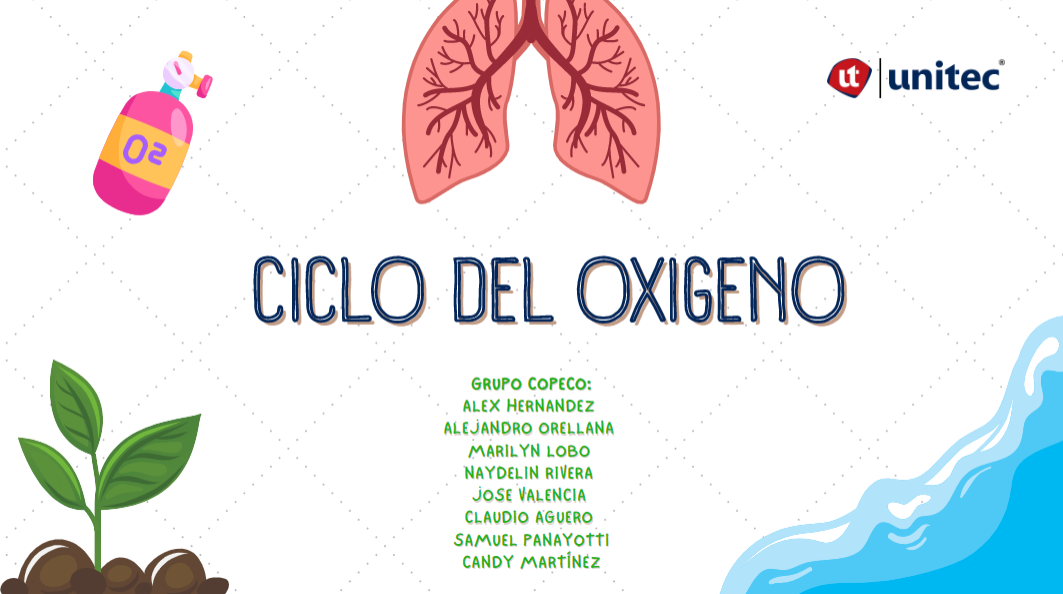 O2
ut | unitec®
CICLO DEL OXIGENO
GRUPO COPECO:
ALEX HERNANDEZ
ALEJANDRO ORELLANA
MARILYN LOBO
NAYDELIN RIVERA
JOSE VALENCIA
CLAUDIO AGUERO
SAMUEL PANAYOTTI
CANDY MARTÍNEZ